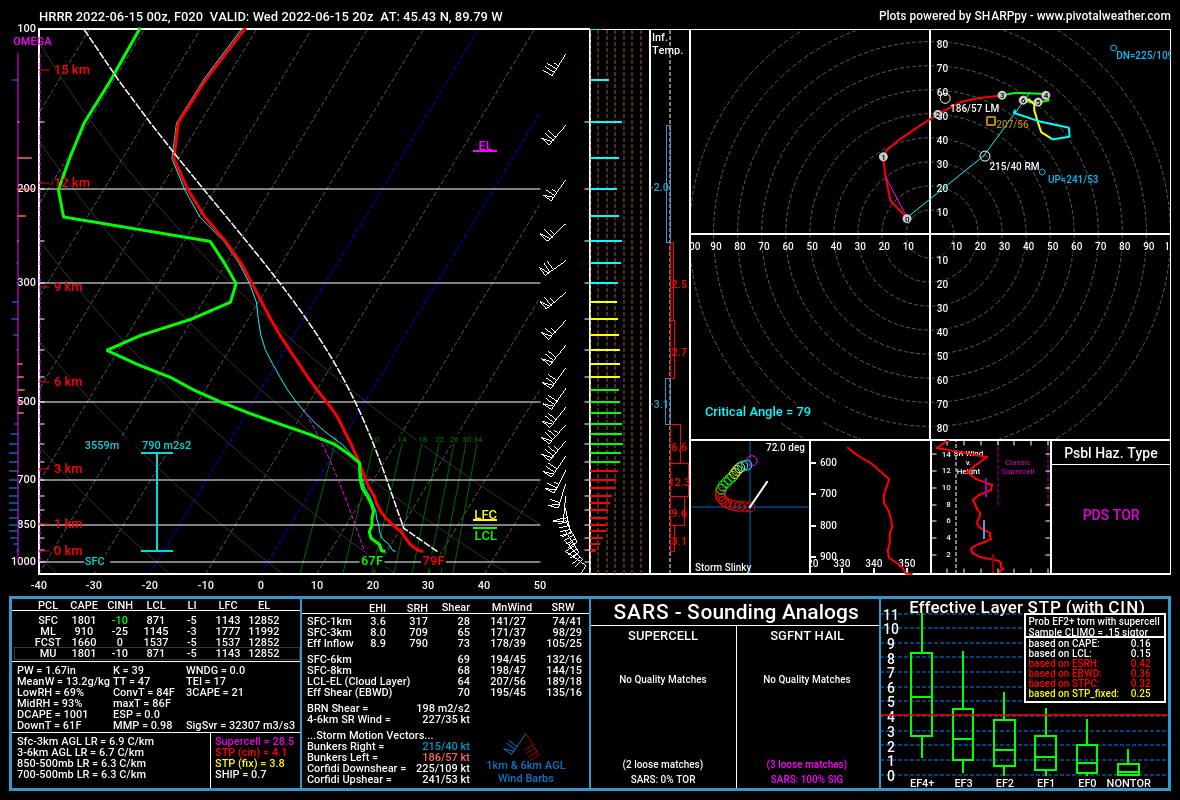 HRRR 2022-06-15 00z, F020 VALID: Wed 2022-06-15 20z AT: 45.43 N, 89.79 W
Plots powered by SHARPpy - www.pivotalweather.com
100
OMEGA
15 km
12 km
200
9 km
300
6 km
500
3559m 790 m2s2
3 km
700
850
1 km
0 km
1000
SFC
EL
LFC
LCL
67F 79F
10 14 18 22 26 30 34
-40 -30 -20 -10 0 10 20 30 40 50
Inf.
Temp.
-2.0
-3.1
80
70
60
50
40
30
20
10
90 80 70 60 50 40 30 20 10 10 20 30 40 50 60 70 80 90
10
20
30
40
50
60
70
80
DN=225/109
186/57 LM
207/56
215/40 RM
UP=241/53
Critical Angle = 79
72.0 deg
Storm Slinky
600
700
800
900
330 340 350
14
12
10
8
6
4
2
Sr Wind
v.
Height
Classic
Supercell
Psbl Haz. Type
PDS TOR
PCL CAPE CINH LCL LI LFC EL
SFC 1801 -10 871 -5 1143 12852
ML 910 -25 1145 -3 1777 11992
FCST 1660 0 1537 -5 1537 12852
MU 1801 -10 871 -5 1143 12852
PW = 1.67in K = 39 WNDG = 0.0
MeanW = 13.2g/kg TT = 47 TEI = 17
LowRH = 69% ConvT = 84F 3CAPE = 21
MidRH = 93% maxT = 86F
DCAPE = 1001 ESP = 0.0
DownT = 61F MMP = 0.98 SigSvr = 32307 m3/s3
Sfc-3km AGL LR = 6.9 C/km
3-6km AGL LR = 6.7 C/km
850-500mb LR = 6.3 C/km
700-500mb LR = 6.3 C/km
Supercell = 28.5
STP (cin) = 4.1
STP (fix) = 3.8
SHIP = 0.7
EHI SRH Shear MnWind SRW
SFC-1km 3.6 317 28 141/27 74/41
SFC-3km 8.0 709 65 171/37 98/29
Eff Inflow 8.9 790 73 178/39 105/25
SFC-6km 69 194/45 132/16
SFC-8km 68 198/47 144/15
LCL-EL (Cloud Layer) 64 207/56 189/18
Eff Shear (EBWD) 70 195/45 135/16
BRN Shear = 198 m2/s2
4-6km SR Wind = 227/35 kt
...Storm Motion Vectors...
Bunkers Right = 215/40 kt
Bunkers Left = 186/57 kt
Corfidi Downshear = 225/109 kt
Corfidi Upshear = 241/53 kt
1km & 6km AGL
Wind Barbs
SARS - Sounding Analogs
SUPERCELL SGFNT HAIL
No Quality Matches No Quality Matches
(2 loose matches) (3 loose matches)
SARS: 0% TOR SARS: 100% SIG
Effective Layer STP (with CIN)
11
10
9
8
7
6
5
4
3
2
1
0
EF4+ EF3 EF2 EF1 EF0 NONTOR
Prob EF2+ torn with supercell
Sample CLIMO = .15 sigtor
based on CAPE: 0.16
based on LCL: 0.15
based on ESRH: 0.42
based on EBWD: 0.36
based on STPC: 0.32
based on STP_fixed: 0.25